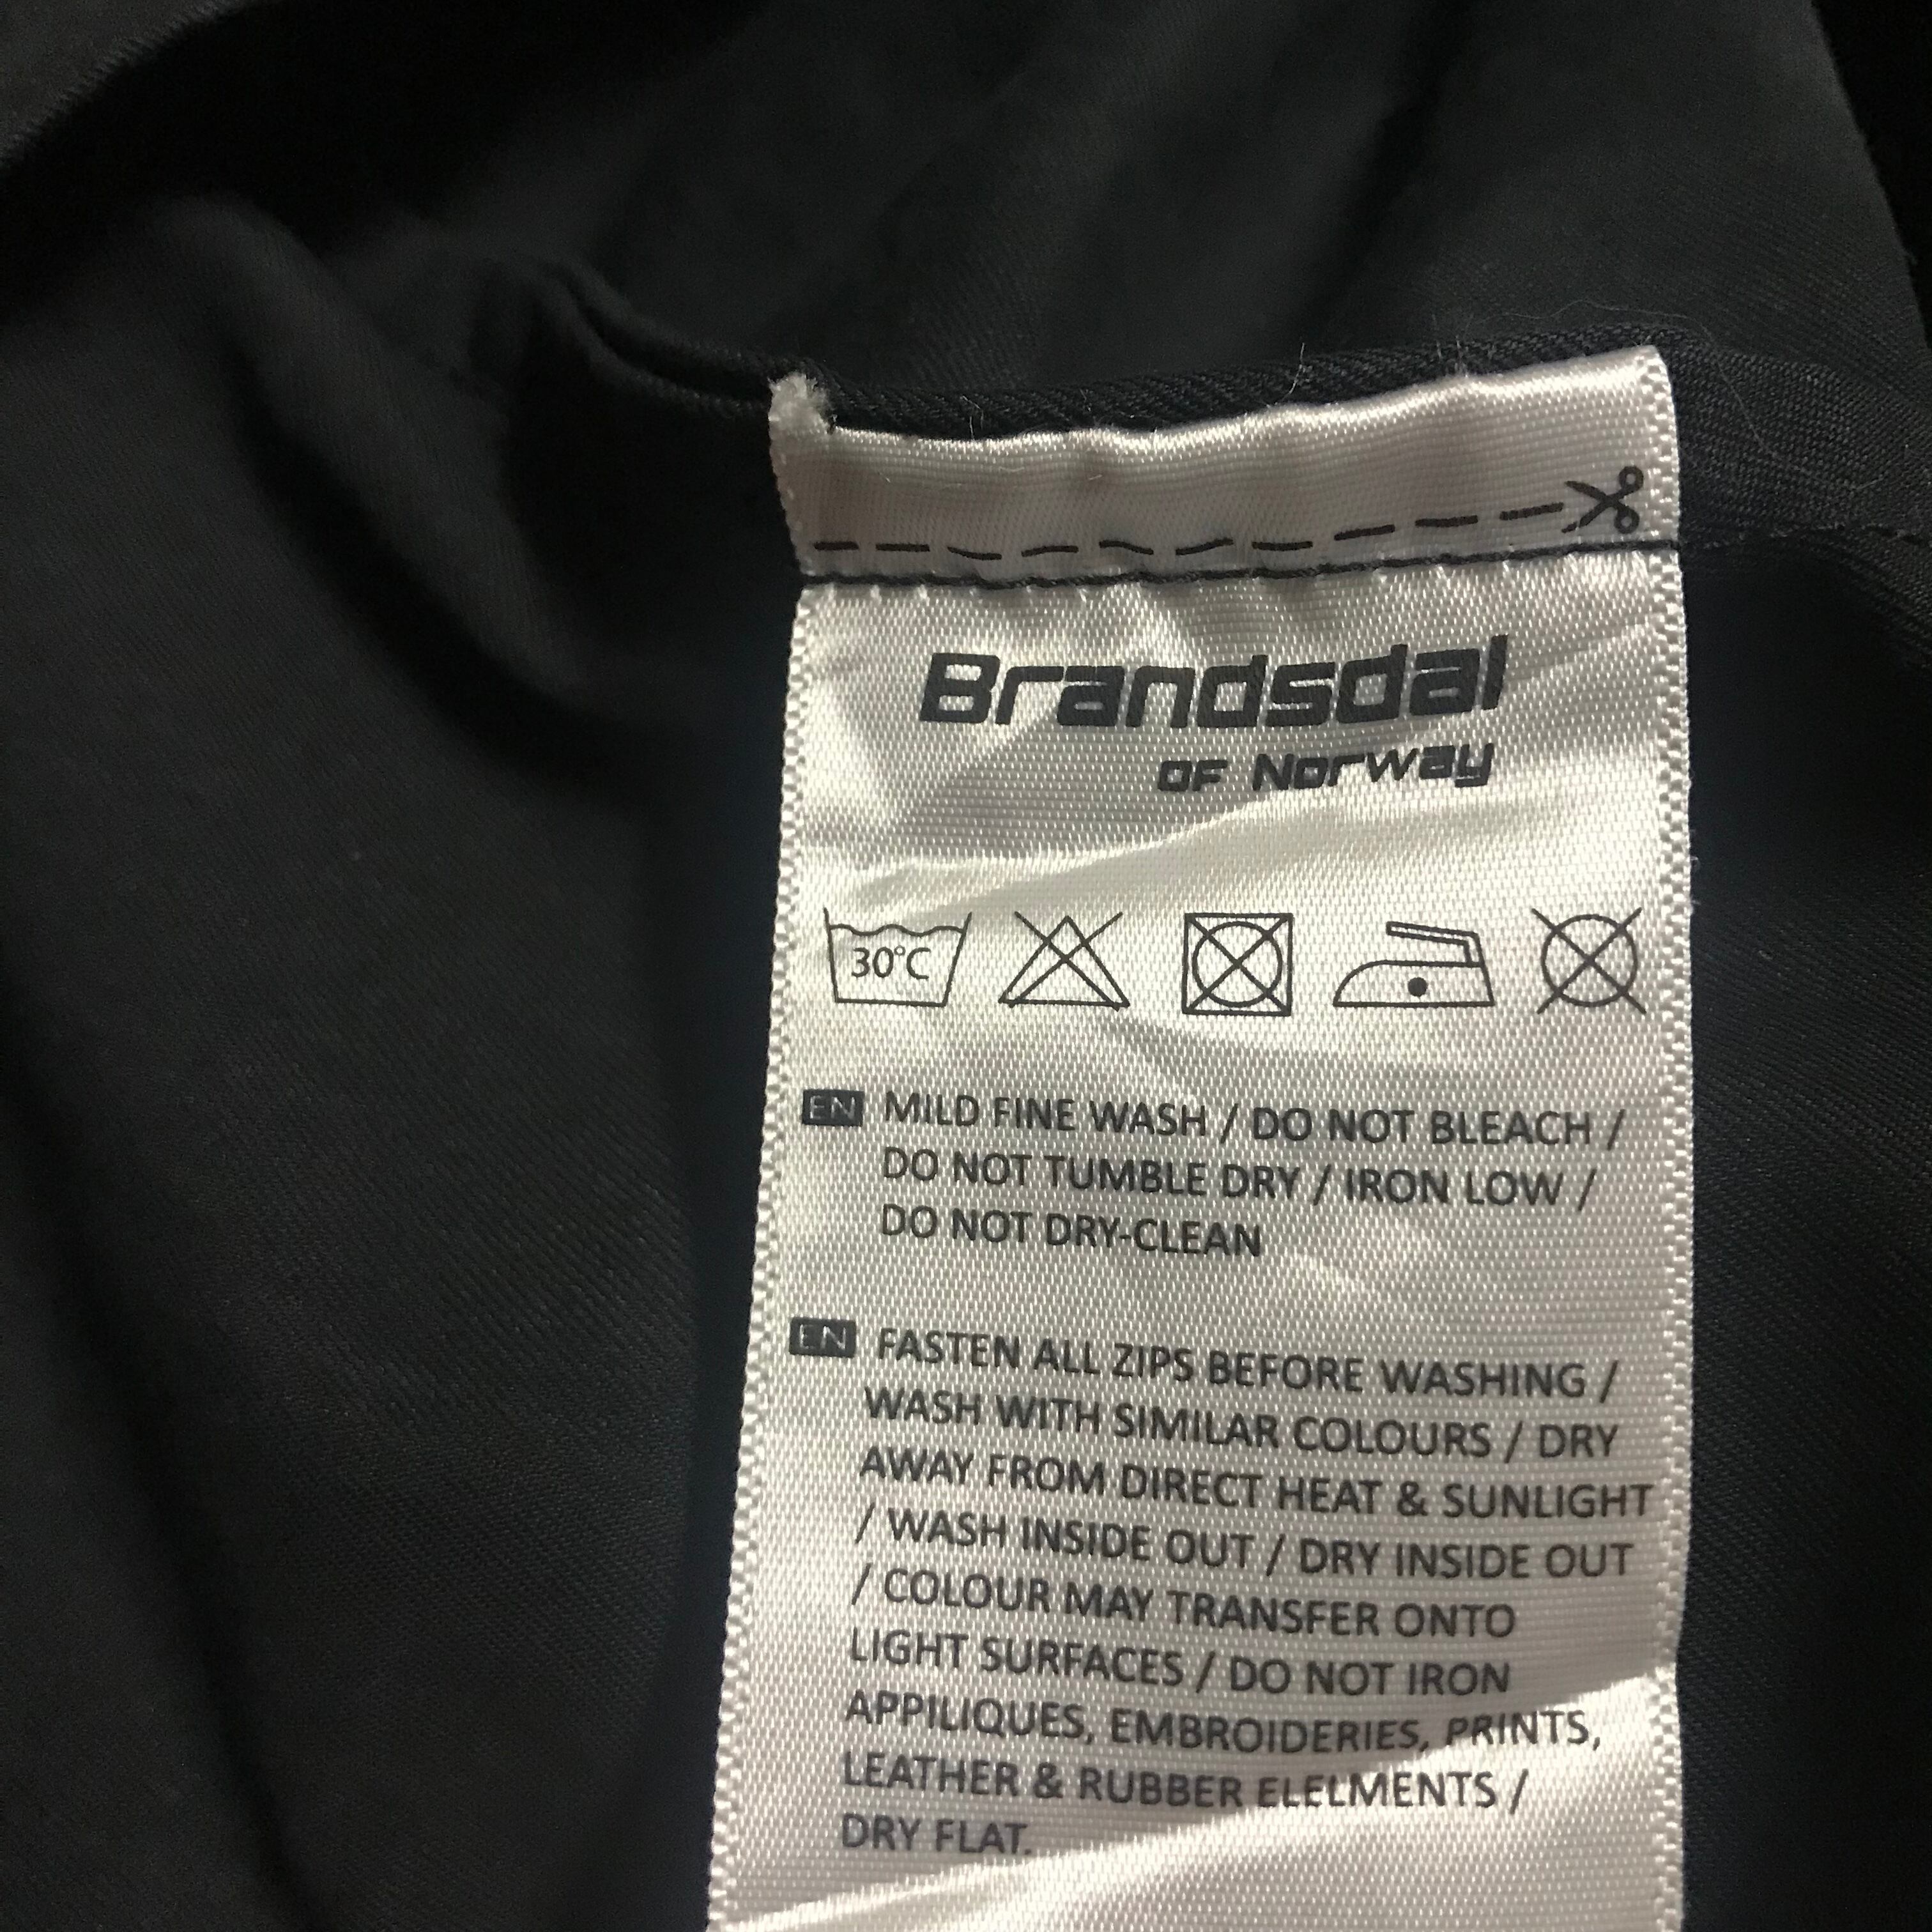 Brandsdal
OF Norway
30°C
EN MILD FINE WASH / DO NOT BLEACH /
DO NOT TUMBLE DRY / IRON LOW /
DO NOT DRY-CLEAN
EN FASTEN ALL ZIPS BEFORE WASHING /
WASH WITH SIMILAR COLOURS / DRY
AWAY FROM DIRECT HEAT & SUNLIGHT
/ WASH INSIDE OUT / DRY INSIDE OUT
/ COLOUR MAY TRANSFER ONTO
LIGHT SURFACES / DO NOT IRON
APPILIQUES, EMBROIDERIES, PRINTS,
LEATHER & RUBBER ELELMENTS /
DRY FLAT.